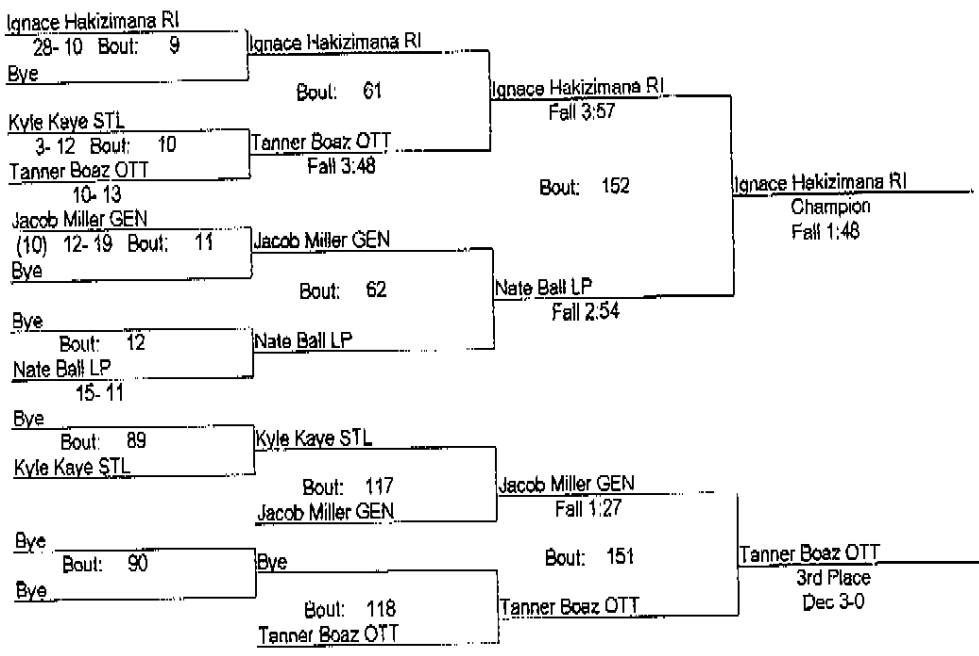 Ignace Hakizimana RI
28- 10 Bout: 9
Bye
Ignace Hakizimana RI
Bout: 61
Kyle Kaye STL
3- 12 Bout: 10
Tanner Boaz OTT
10- 13
Tanner Boaz OTT
Fall 3:48
Ignace Hakizimana RI
Fall 3:57
Bout: 152
Jacob Miller GEN
(10) 12- 19 Bout: 11
Bye
Jacob Miller GEN
Bout: 62
Bye
Bout: 12
Nate Ball LP
15- 11
Nate Ball LP
Nate Ball LP
Fall 2:54
Ignace Hakizimana RI
Champion
Fall 1:48
Bye
Bout: 89
Kyle Kaye STL
Kyle Kaye STL
Bout: 117
Jacob Miller GEN
Jacob Miller GEN
Fall 1:27
Bout: 151
Bye
Bout: 90
Bye
Bye
Bout: 118
Tanner Boaz OTT
Tanner Boaz OTT
Tanner Boaz OTT
3rd Place
Dec 3-0